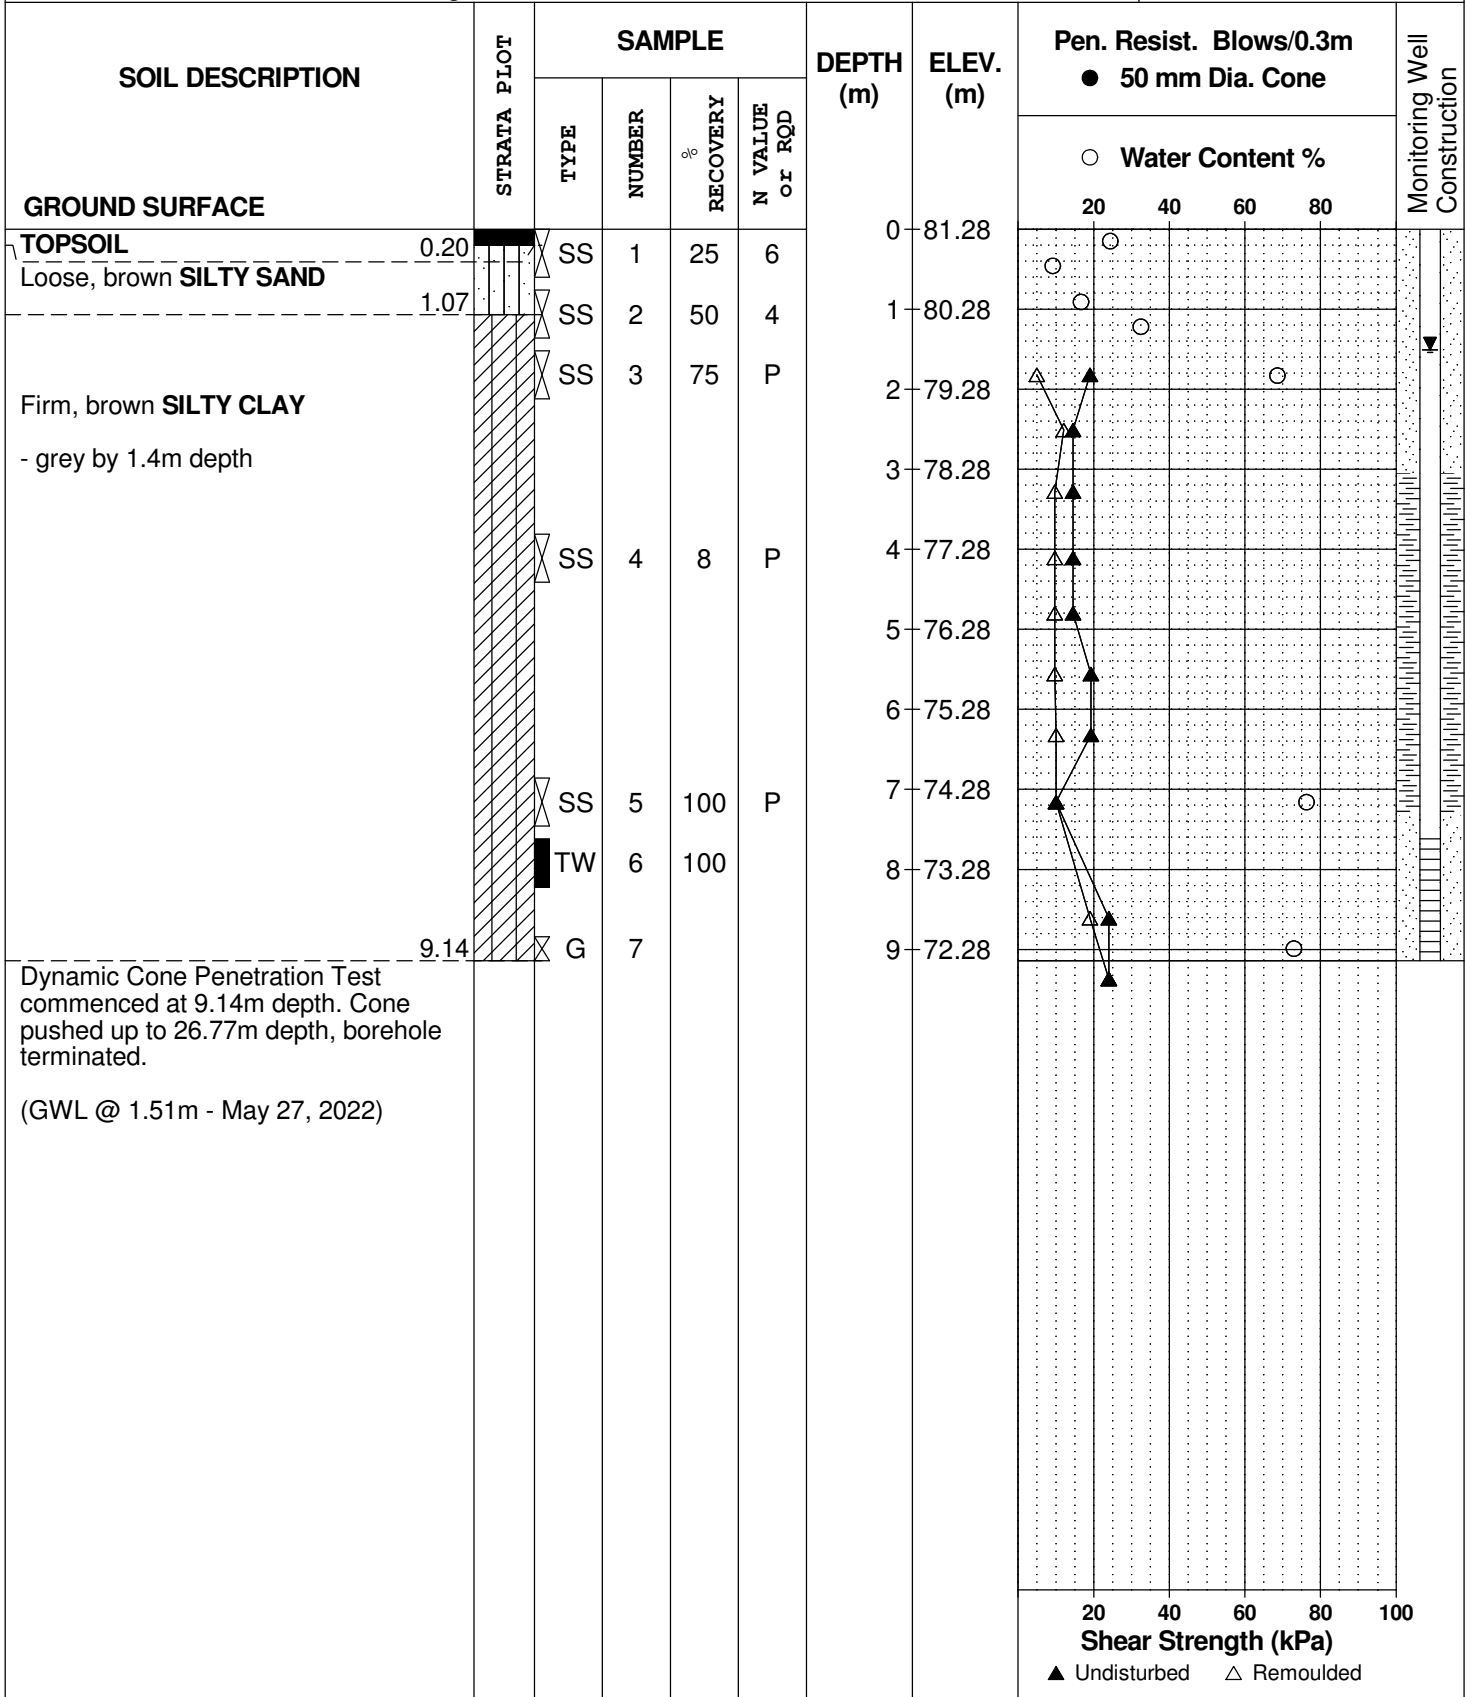 SOIL DESCRIPTION
GROUND SURFACE
STRATA PLOT
SAMPLE
TYPE
NUMBER
% RECOVERY
N VALUE or RQD
DEPTH (m)
ELEV. (m)
Pen. Resist. Blows/0.3m
● 50 mm Dia. Cone
○ Water Content %
20 40 60 80
Monitoring Well
Construction
0 81.28
TOPSOIL 0.20
SS 1 25 6
Loose, brown SILTY SAND
1.07
1 80.28
SS 2 50 4
SS 3 75 P
2 79.28
Firm, brown SILTY CLAY
- grey by 1.4m depth
3 78.28
4 77.28
SS 4 8 P
5 76.28
6 75.28
7 74.28
SS 5 100 P
TW 6 100
8 73.28
9.14
G 7
9 72.28
Dynamic Cone Penetration Test
commenced at 9.14m depth. Cone
pushed up to 26.77m depth, borehole
terminated.
(GWL @ 1.51m - May 27, 2022)
20 40 60 80 100
Shear Strength (kPa)
▲ Undisturbed △ Remoulded